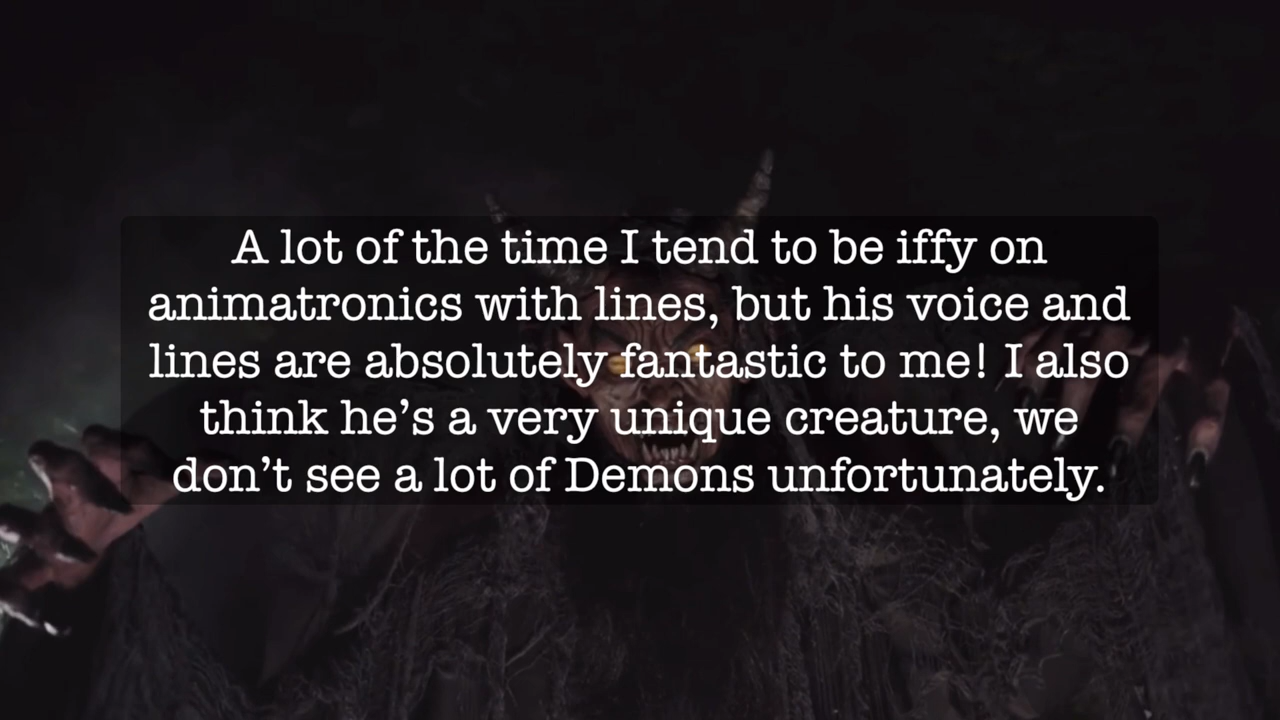 A lot of the time I tend to be iffy on
animatronics with lines, but his voice and
lines are absolutely fantastic to me! I also
think he’s a very unique creature, we
don’t see a lot of Demons unfortunately.